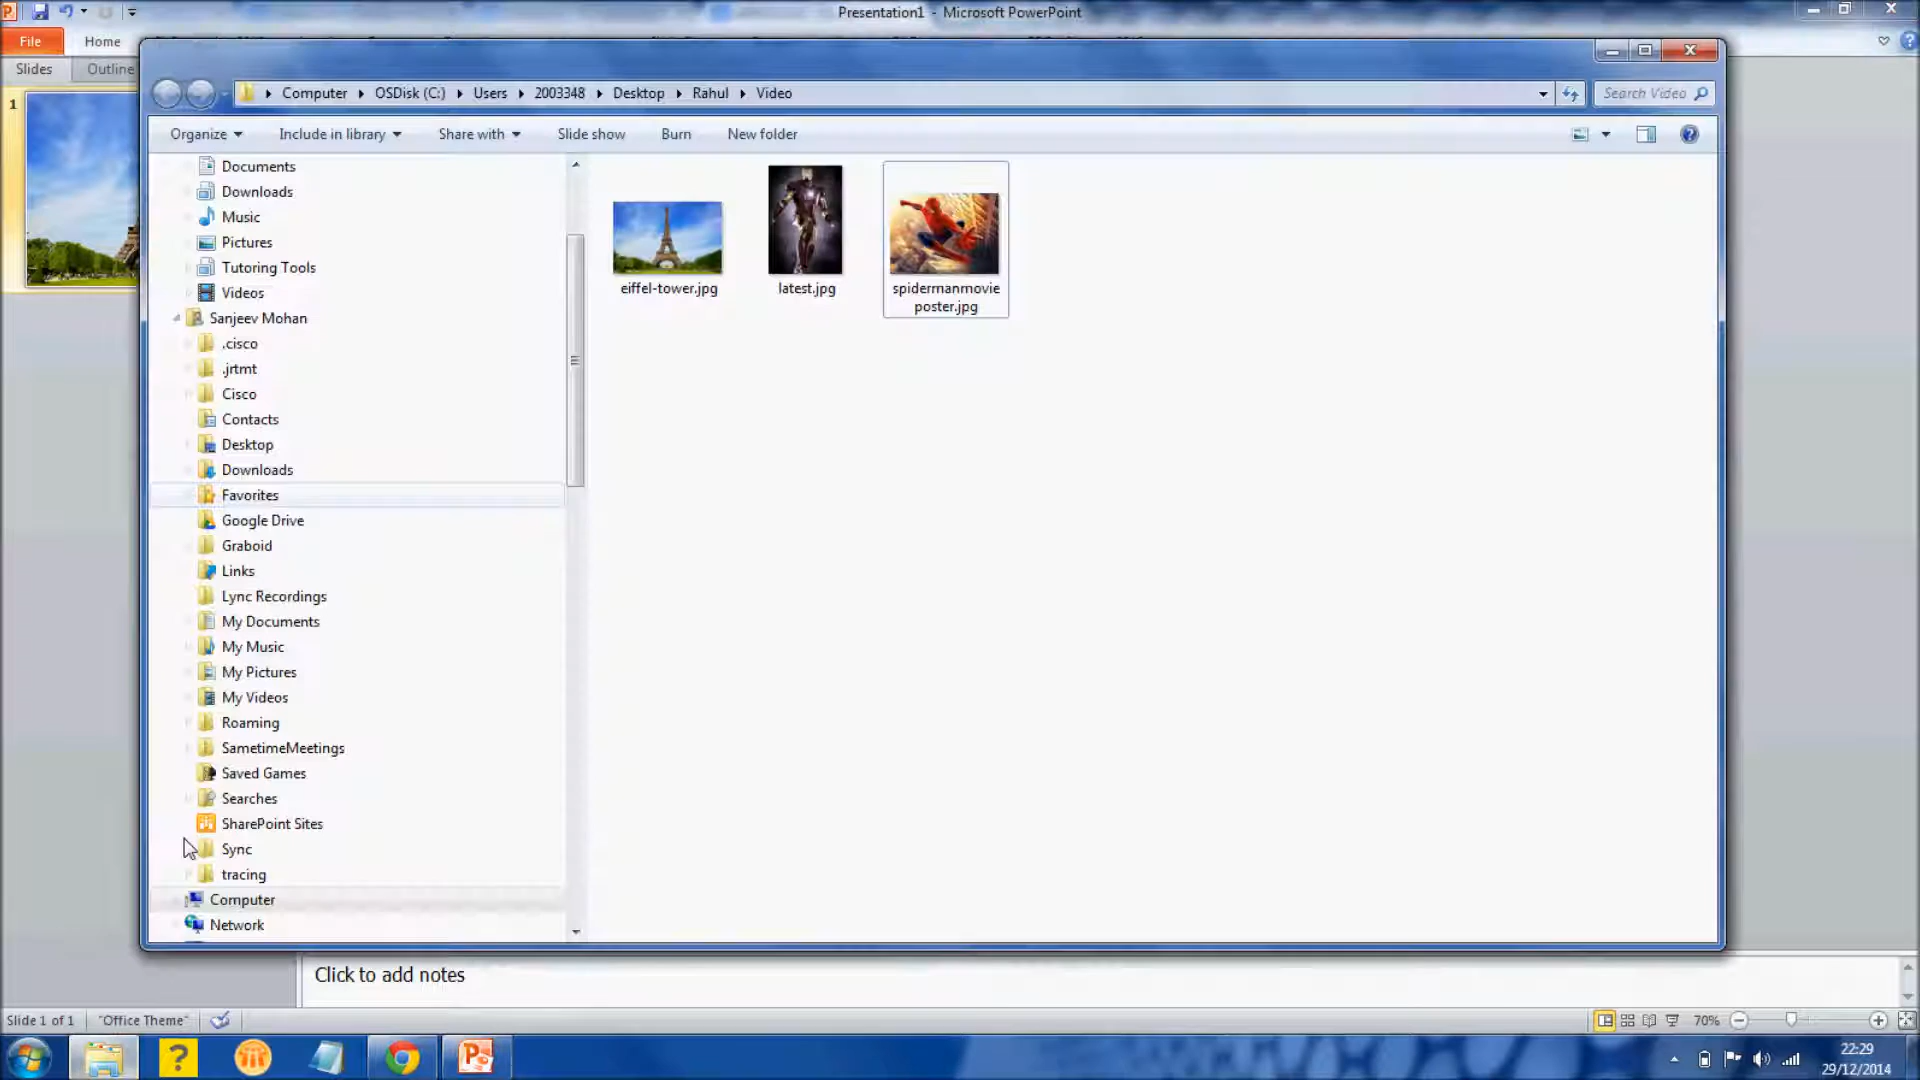 Presentation1 - Microsoft PowerPoint
File Home
Slides Outline
1
Computer OSDisk (C:) Users 2003348 Desktop Rahul Video
Search Video
Organize Include in library Share with Slide show Burn New folder
Documents
Downloads
Music
Pictures
Tutoring Tools
Videos
Sanjeev Mohan
.cisco
.jrtmt
Cisco
Contacts
Desktop
Downloads
Favorites
Google Drive
Graboid
Links
Lync Recordings
My Documents
My Music
My Pictures
My Videos
Roaming
SametimeMeetings
Saved Games
Searches
SharePoint Sites
Sync
tracing
Computer
Network
eiffel-tower.jpg
latest.jpg
spidermanmovie
poster.jpg
Click to add notes
Slide 1 of 1 "Office Theme" 70%
22:29
29/12/2014